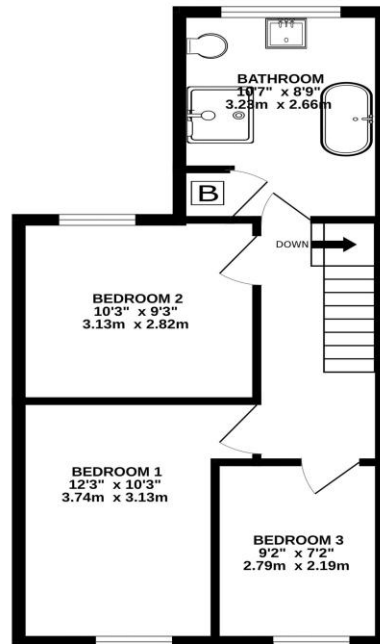 BATHROOM
10'7" x 8'9"
3.23m x 2.66m
B
DOWN
BEDROOM 2
10'3" x 9'3"
3.13m x 2.82m
BEDROOM 1
12'3" x 10'3"
3.74m x 3.13m
BEDROOM 3
9'2" x 7'2"
2.79m x 2.19m